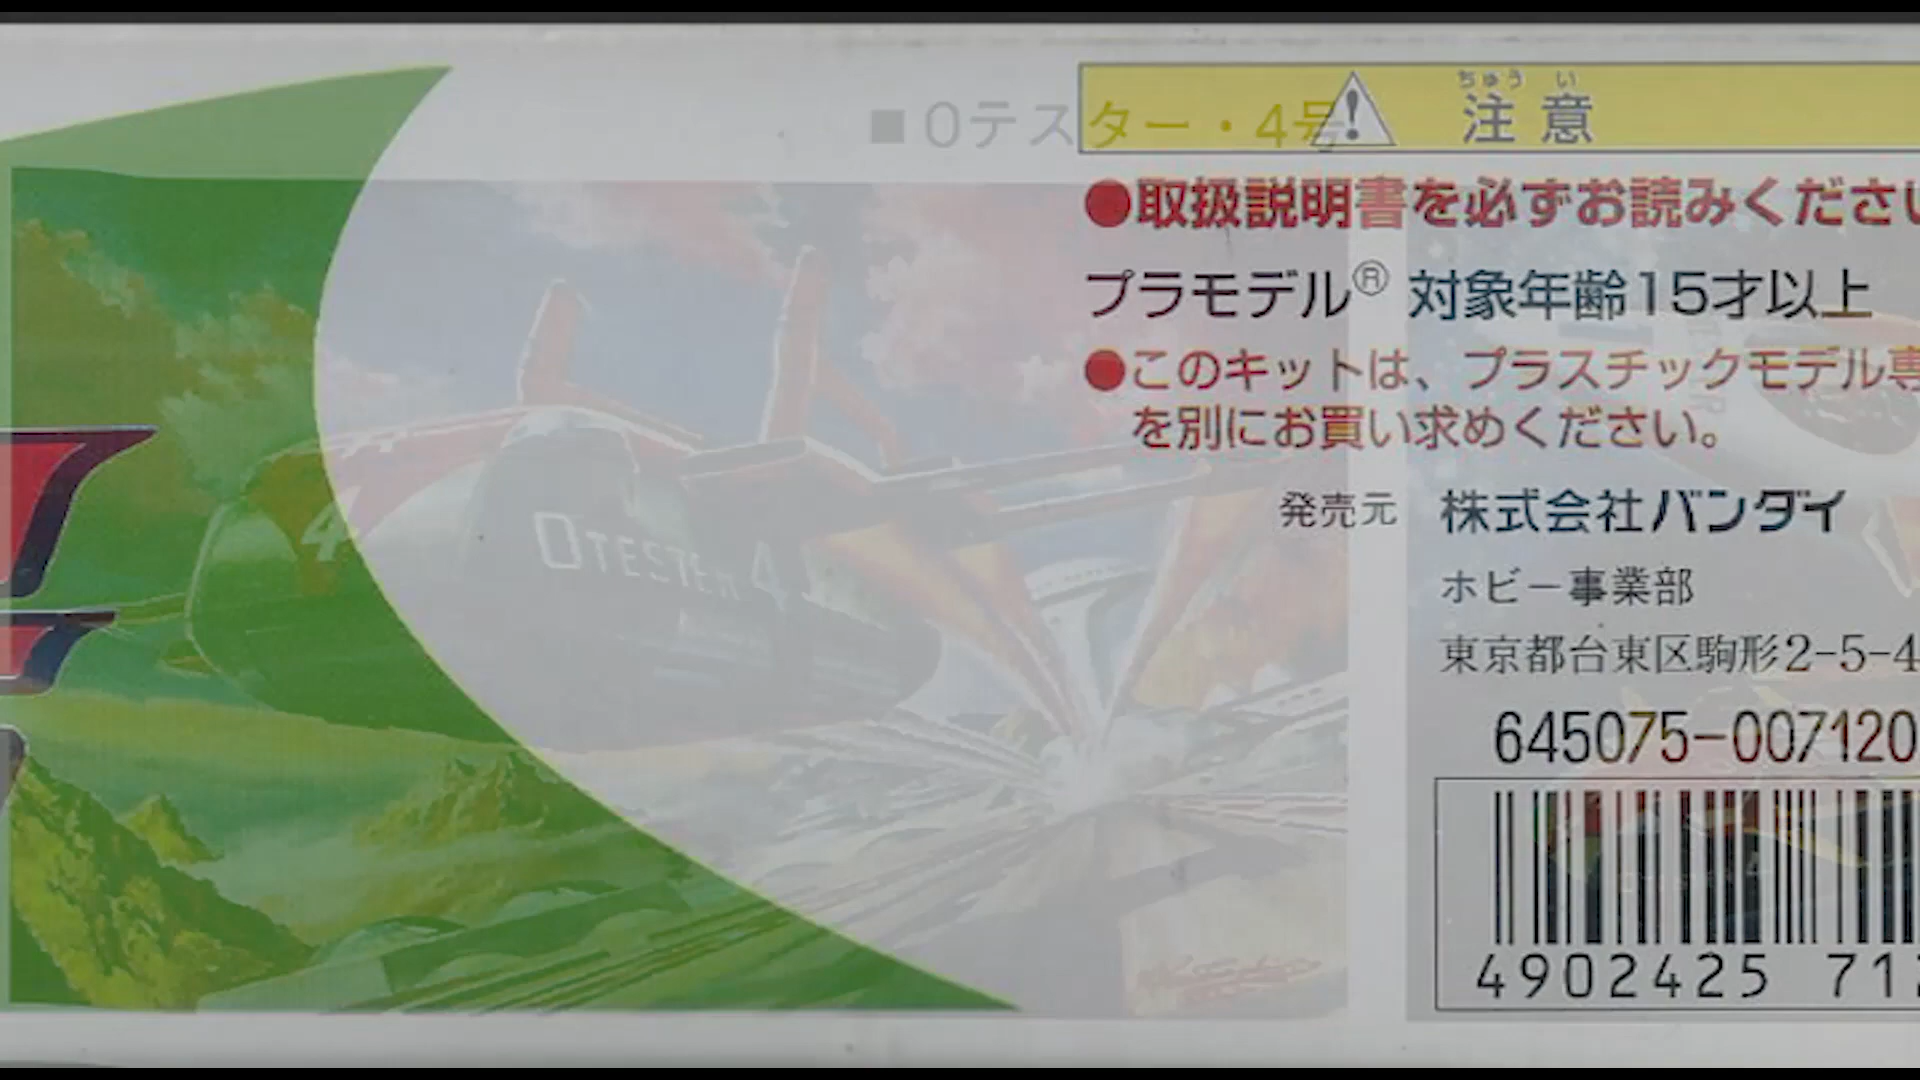 ちゅう い
■0テスター・4号
注意
●取扱説明書を必ずお読みくださ
プラモデル® 対象年齢15才以上
●このキットは、プラスチックモデル専
を別にお買い求めください。
4
0TESTER 4
発売元 株式会社バンダイ
ホビー事業部
東京都台東区駒形2-5-4
645075-007120
4902425 71